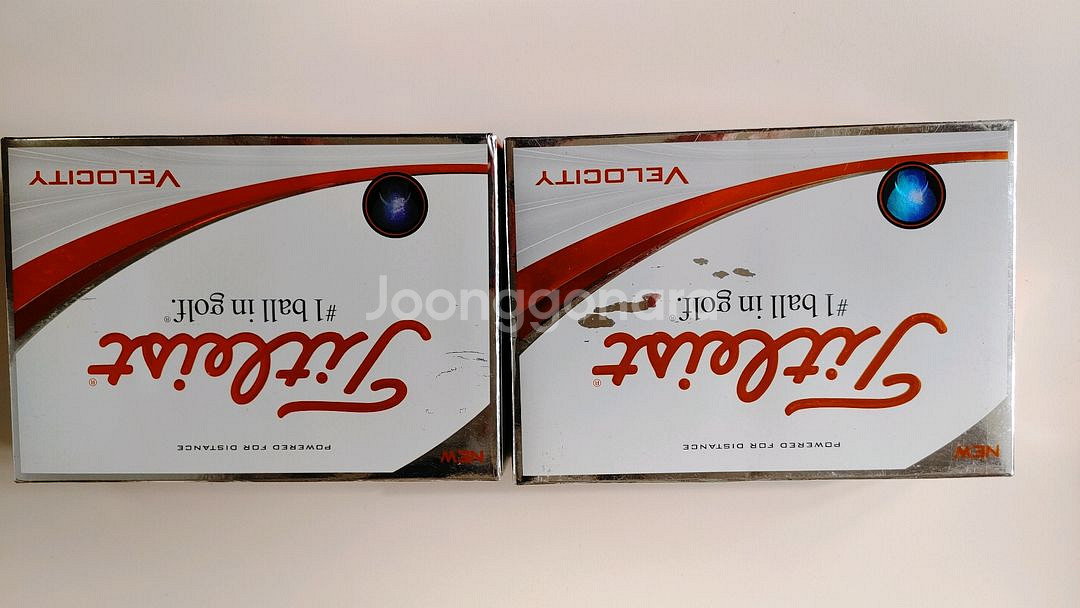 POWERED FOR DISTANCE
NEW
Titleist®
#1 ball in golf.®
VELOCITY
POWERED FOR DISTANCE
NEW
Titleist®
#1 ball in golf.®
VELOCITY
Joonggonara